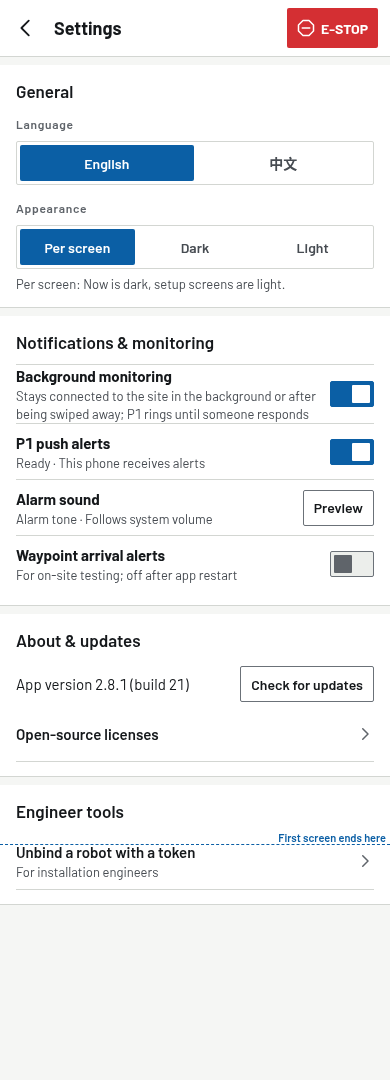 Settings
E-STOP
General
Language
English
中文
Appearance
Per screen
Dark
Light
Per screen: Now is dark, setup screens are light.
Notifications & monitoring
Background monitoring
Stays connected to the site in the background or after
being swiped away; P1 rings until someone responds
P1 push alerts
Ready · This phone receives alerts
Alarm sound
Alarm tone · Follows system volume
Preview
Waypoint arrival alerts
For on-site testing; off after app restart
About & updates
App version 2.8.1 (build 21)
Check for updates
Open-source licenses
Engineer tools
First screen ends here
Unbind a robot with a token
For installation engineers